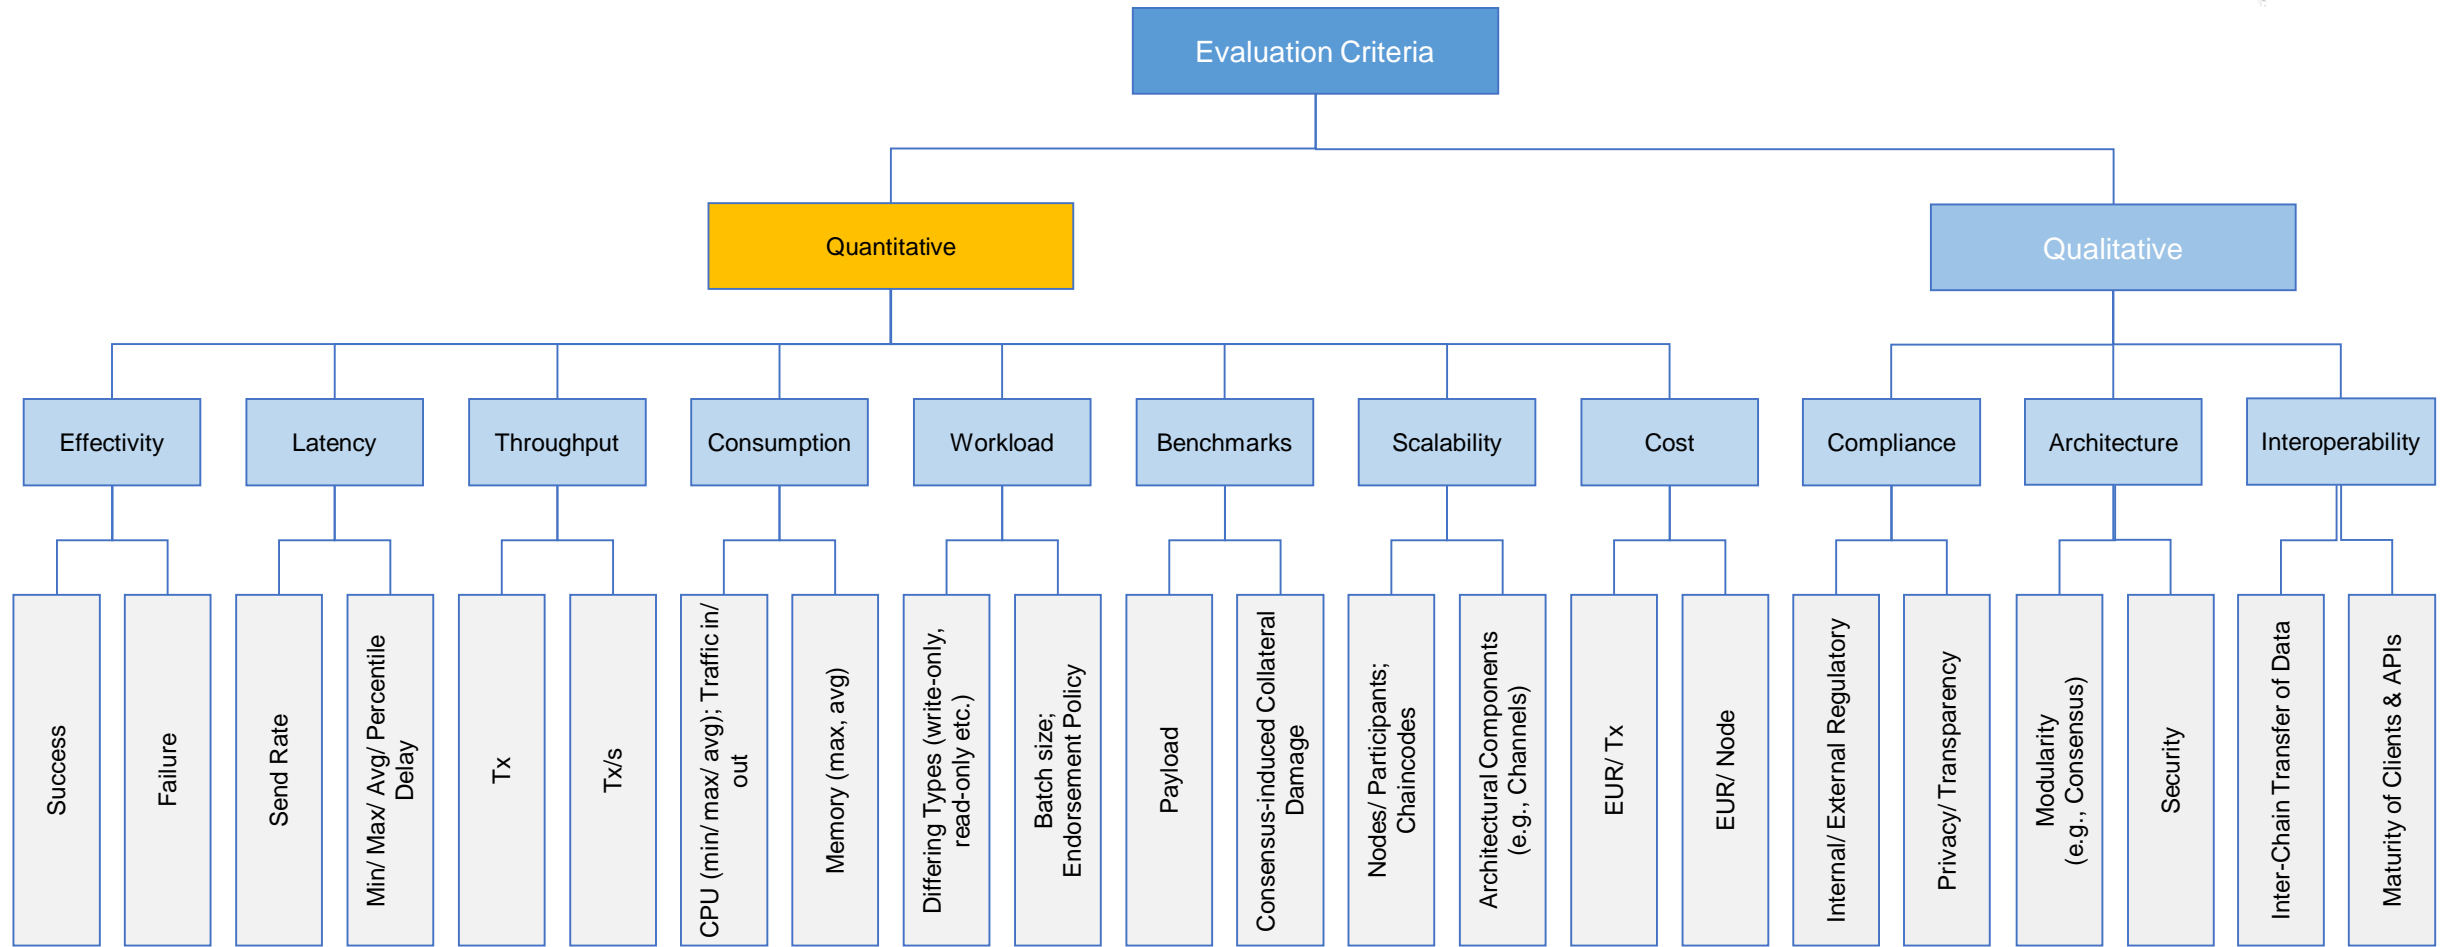 Evaluation Criteria
Quantitative
Qualitative
Effectivity
Latency
Throughput
Consumption
Workload
Benchmarks
Scalability
Cost
Compliance
Architecture
Interoperability
Success
Failure
Send Rate
Min/ Max/ Avg/ Percentile
Delay
Tx
Tx/s
CPU (min/ max/ avg); Traffic in/
out
Memory (max, avg)
Differing Types (write-only,
read-only etc.)
Batch size;
Endorsement Policy
Payload
Consensus-induced Collateral
Damage
Nodes/ Participants;
Chaincodes
Architectural Components
(e.g., Channels)
EUR/ Tx
EUR/ Node
Internal/ External Regulatory
Privacy/ Transparency
Modularity
(e.g., Consensus)
Security
Inter-Chain Transfer of Data
Maturity of Clients & APIs